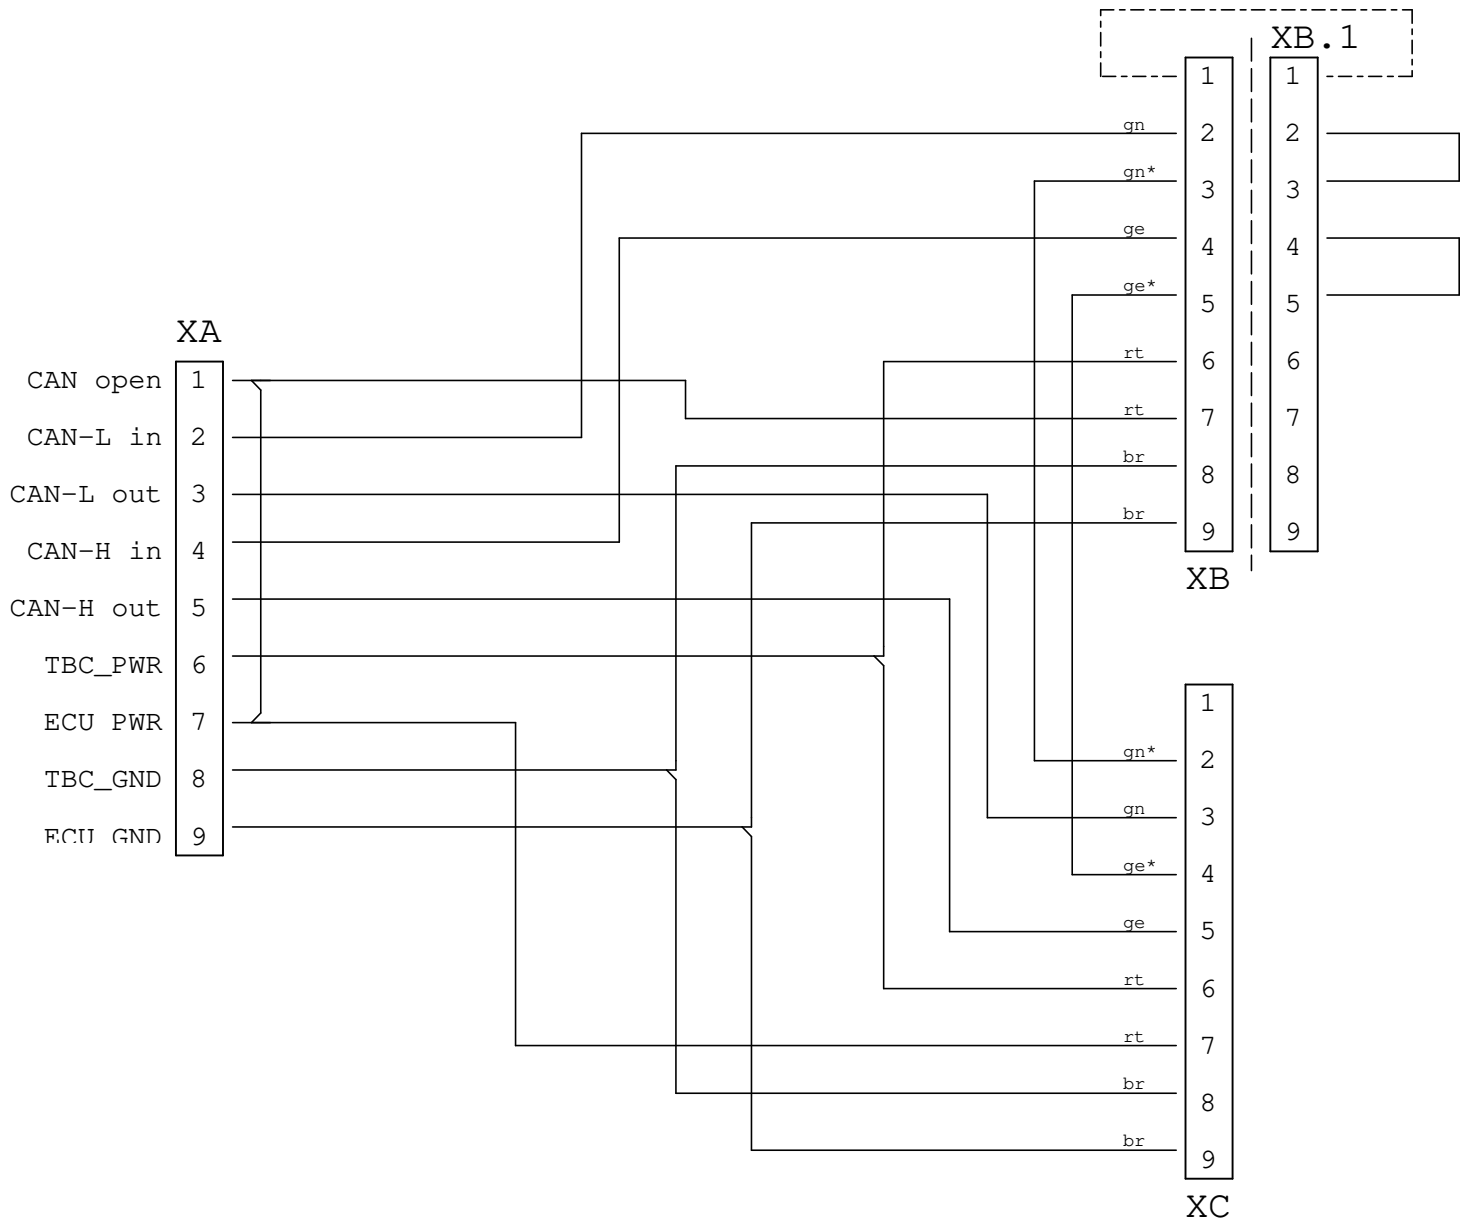 XB.1
1 1
gn 2 2
gn* 3 3
ge 4 4
ge* 5 5
rt 6 6
rt 7 7
br 8 8
br 9 9
XB
XA
CAN open 1
CAN-L in 2
CAN-L out 3
CAN-H in 4
CAN-H out 5
TBC_PWR 6
ECU PWR 7
TBC_GND 8
ECU GND 9
1
gn* 2
gn 3
ge* 4
ge 5
rt 6
rt 7
br 8
br 9
XC